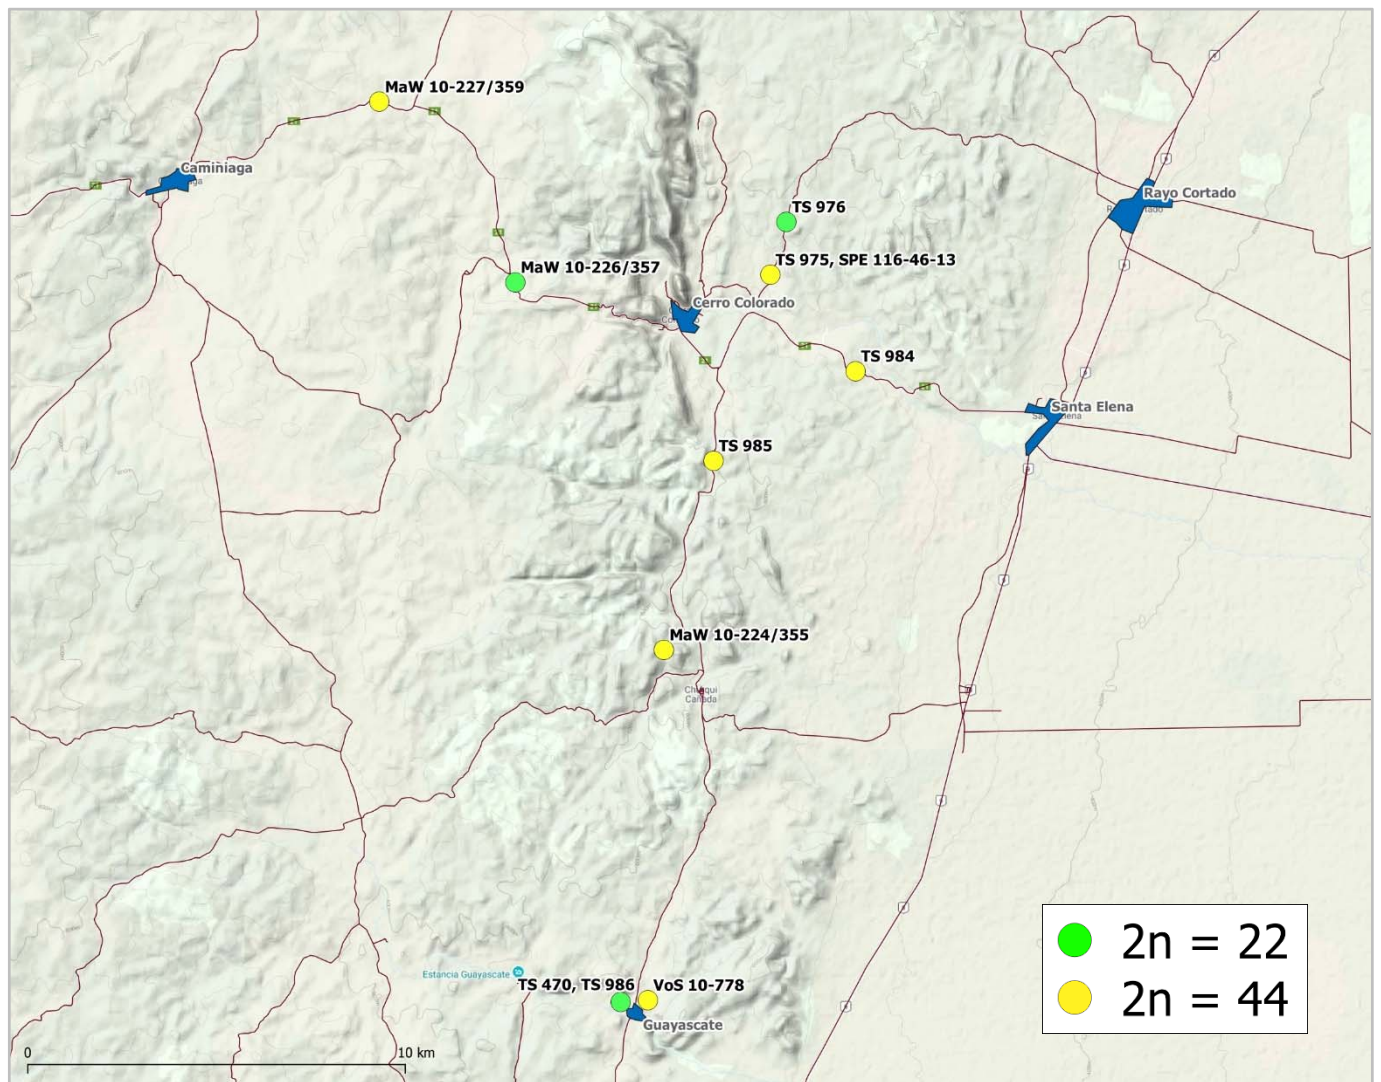 MaW 10-227/359
Caminiaga
TS 976
Rayo Cortado
TS 975, SPE 116-46-13
MaW 10-226/357
Cerro Colorado
TS 984
Santa Elena
TS 985
MaW 10-224/355
Chuqui
Cañada
Estancia Guayascate
TS 470, TS 986
VoS 10-778
Guayascate
2n = 22
2n = 44
0
10 km